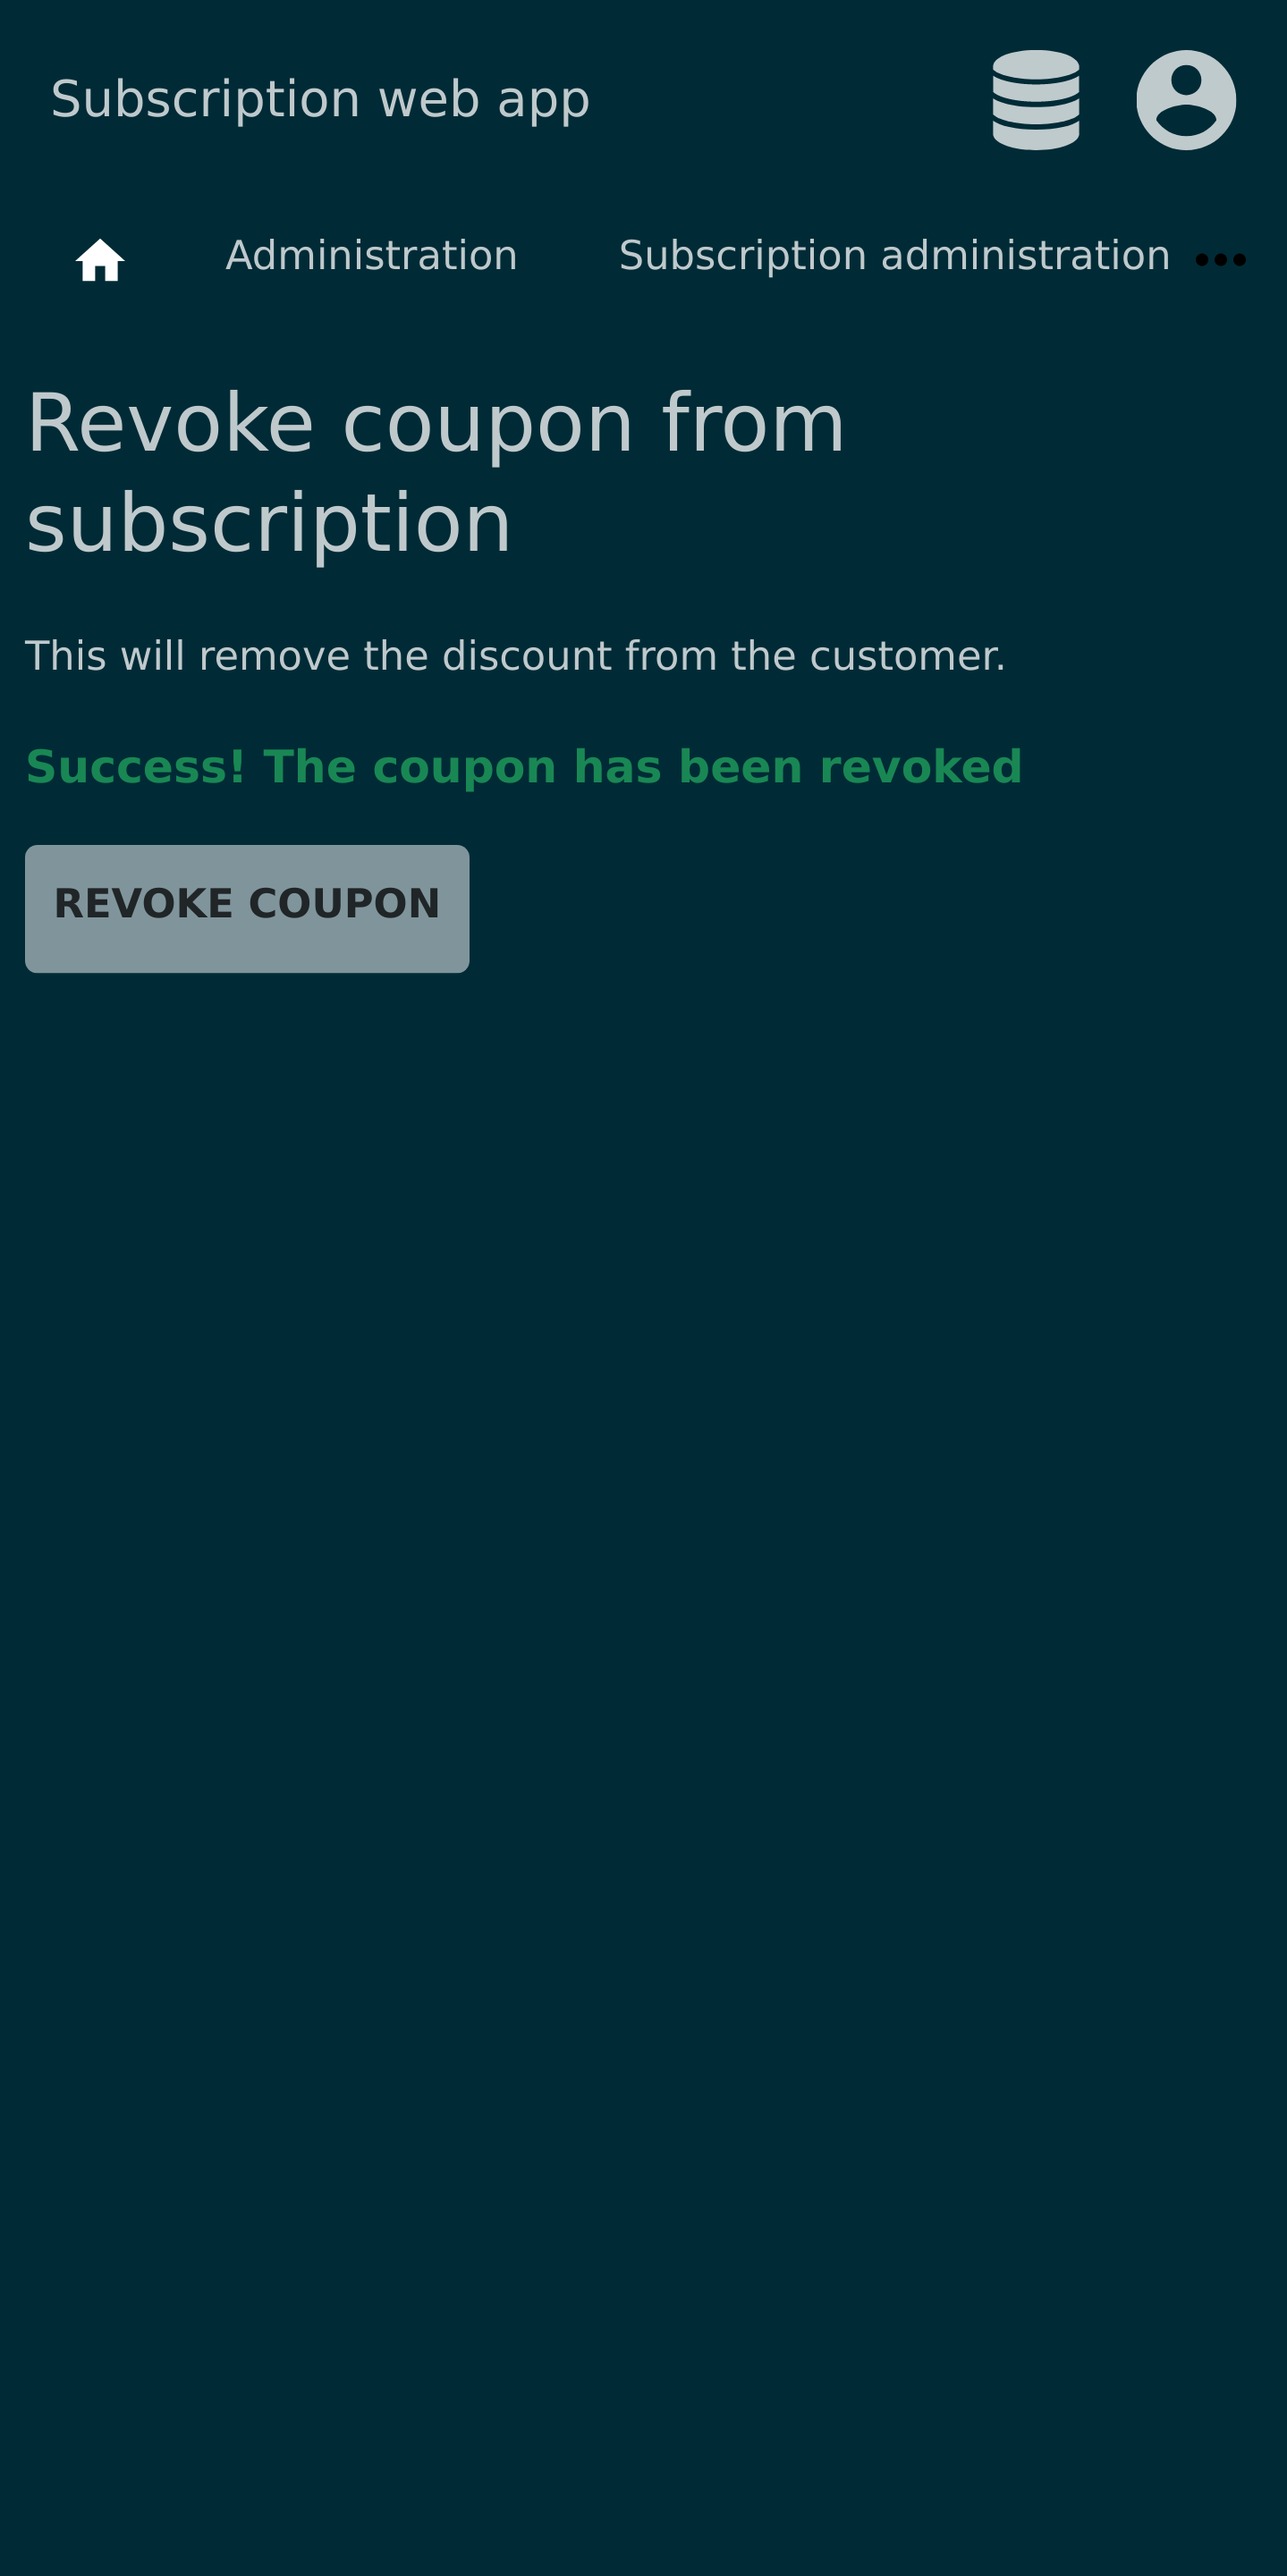 Subscription web app
Administration
Subscription administration
Revoke coupon from
subscription
This will remove the discount from the customer.
Success! The coupon has been revoked
REVOKE COUPON